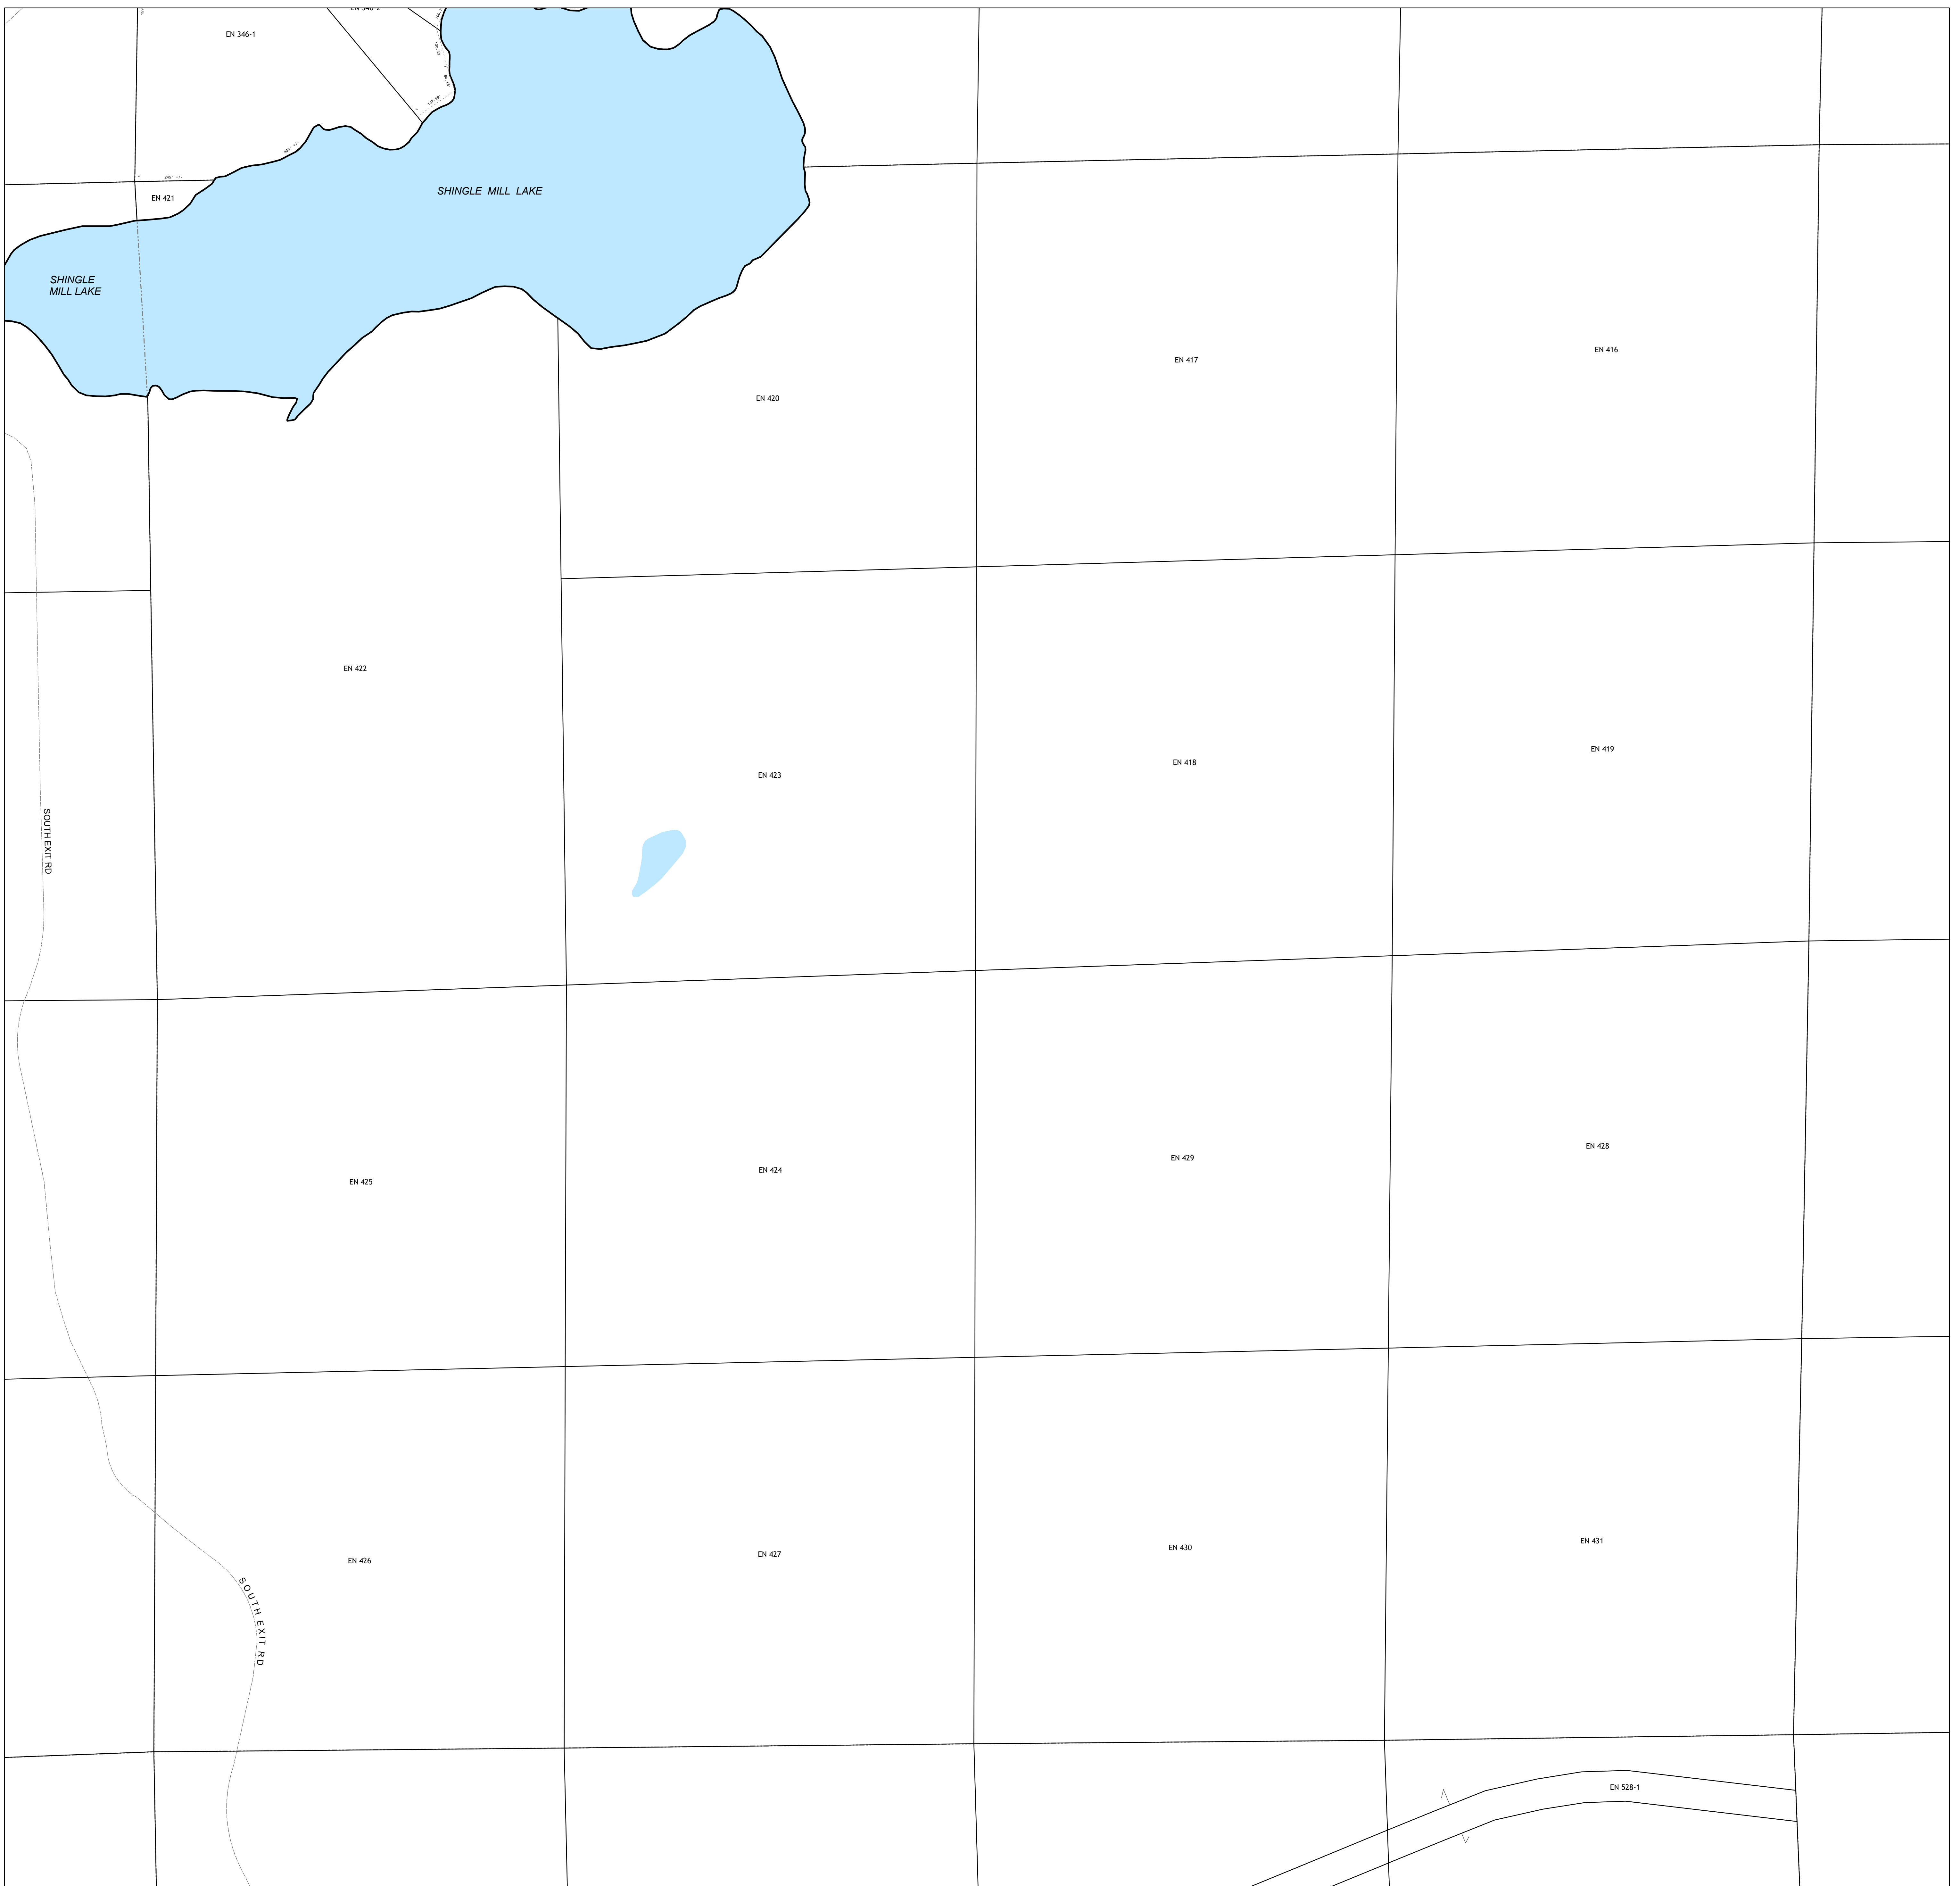 EN 346-1
SHINGLE MILL LAKE
EN 421
SHINGLE
MILL LAKE
EN 416
EN 417
EN 420
EN 422
EN 419
EN 418
EN 423
SOUTH EXIT RD
EN 428
EN 429
EN 424
EN 425
EN 431
EN 430
EN 427
EN 426
SOUTH EXIT RD
EN 528-1